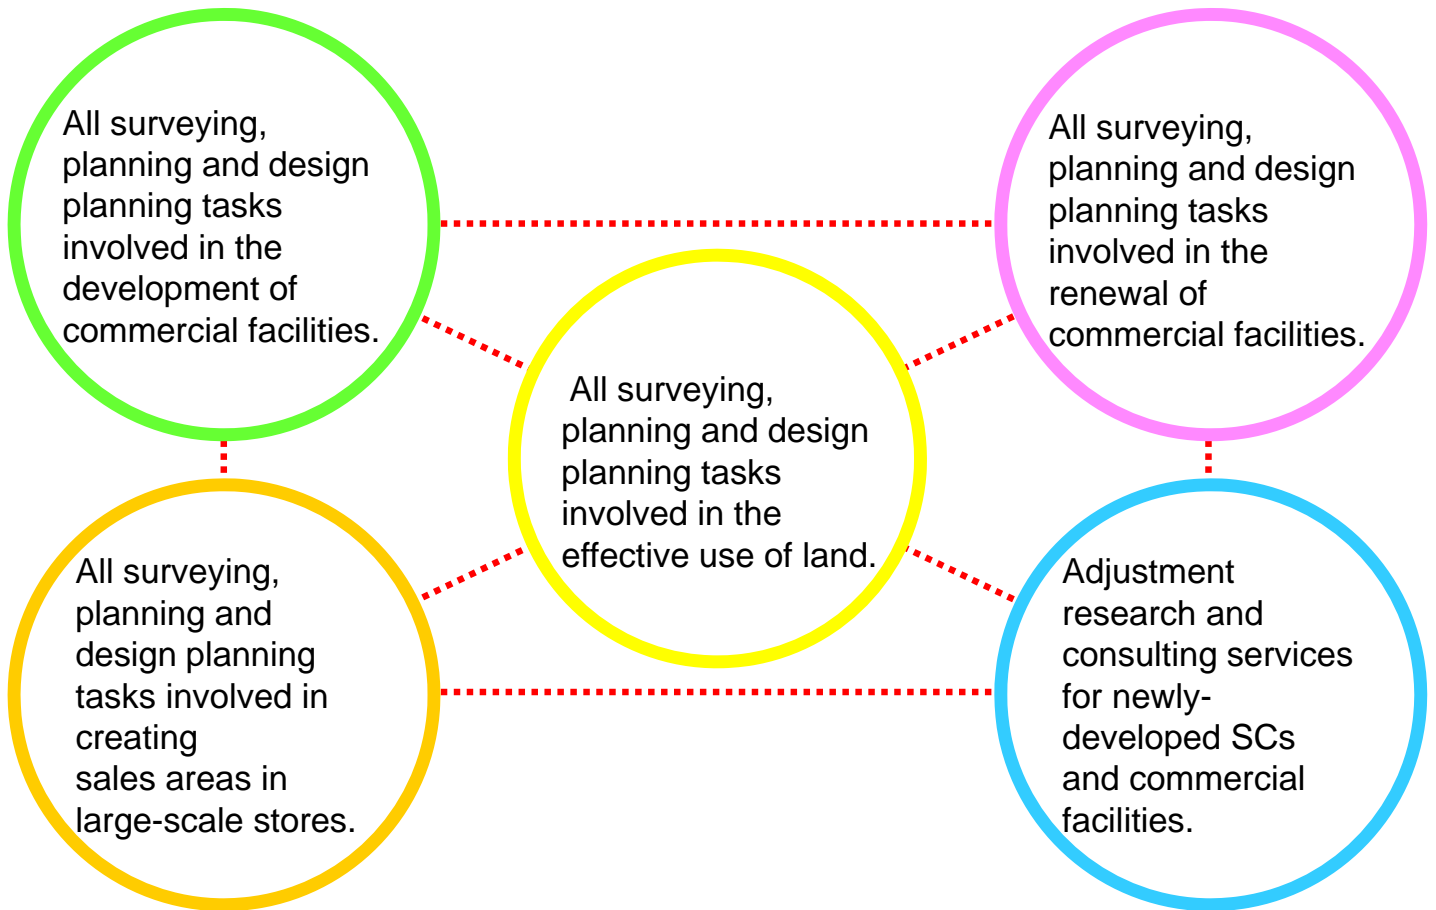 All surveying,
planning and design
planning tasks
involved in the
development of
commercial facilities.
All surveying,
planning and design
planning tasks
involved in the
renewal of
commercial facilities.
All surveying,
planning and design
planning tasks
involved in the
effective use of land.
All surveying,
planning and
design planning
tasks involved in
creating
sales areas in
large-scale stores.
Adjustment
research and
consulting services
for newly-
developed SCs
and commercial
facilities.